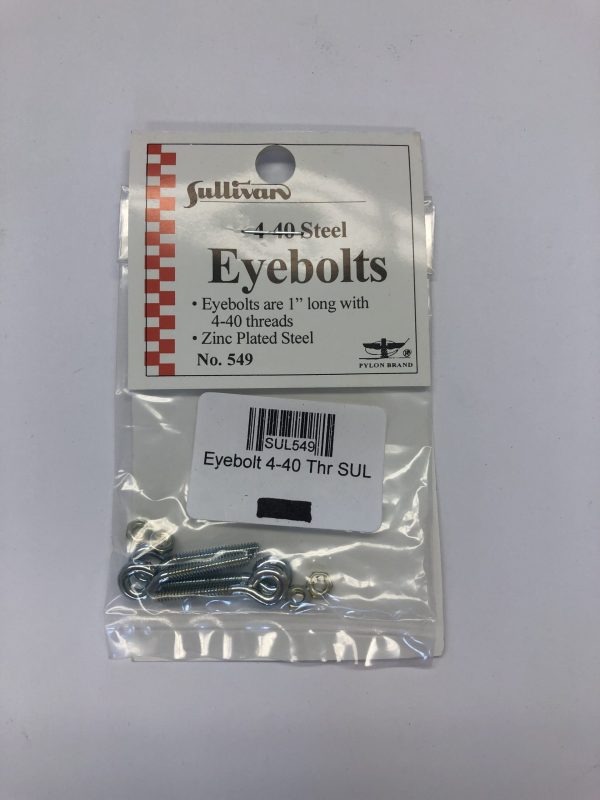 Sullivan
4-40 Steel
Eyebolts
• Eyebolts are 1” long with
4-40 threads
• Zinc Plated Steel
No. 549
PYLON BRAND
SUL549
Eyebolt 4-40 Thr SUL